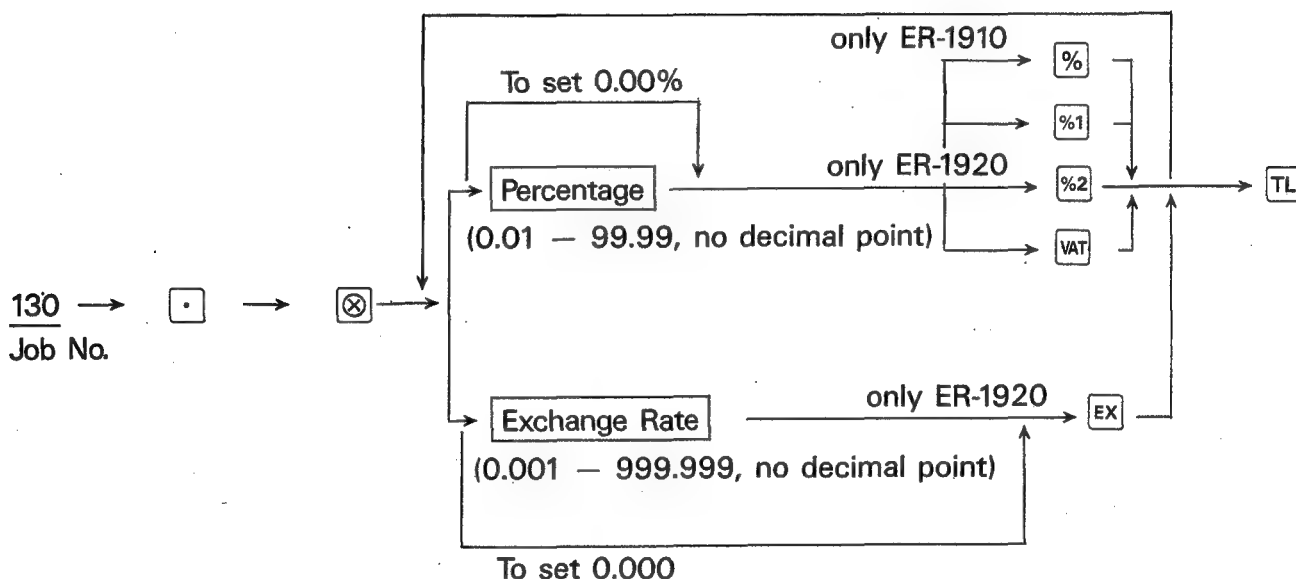 only ER-1910
%
To set 0.00%
%1
only ER-1920
Percentage
%2
TL
(0.01 — 99.99, no decimal point)
VAT
130
·
⊗
Job No.
only ER-1920
Exchange Rate
EX
(0.001 — 999.999, no decimal point)
To set 0.000